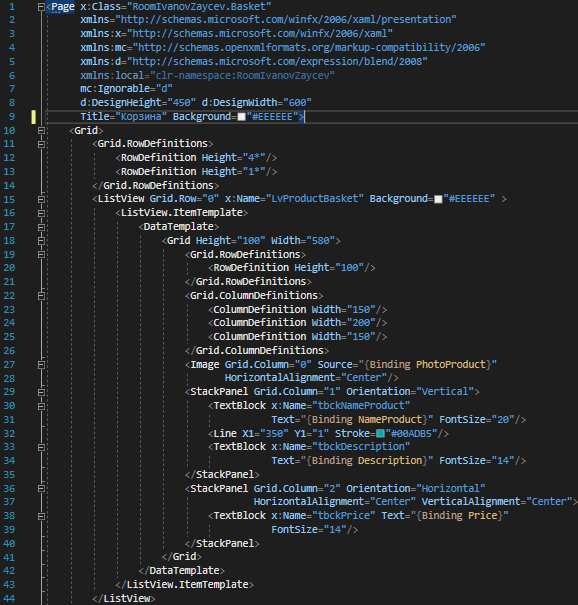 1 <Page x:Class="RoomIvanovZaycev.Basket"
2 xmlns="http://schemas.microsoft.com/winfx/2006/xaml/presentation"
3 xmlns:x="http://schemas.microsoft.com/winfx/2006/xaml"
4 xmlns:mc="http://schemas.openxmlformats.org/markup-compatibility/2006"
5 xmlns:d="http://schemas.microsoft.com/expression/blend/2008"
6 xmlns:local="clr-namespace:RoomIvanovZaycev"
7 mc:Ignorable="d"
8 d:DesignHeight="450" d:DesignWidth="600"
9 Title="Корзина" Background="#EEEEEE">
10 <Grid>
11 <Grid.RowDefinitions>
12 <RowDefinition Height="4*"/>
13 <RowDefinition Height="1*"/>
14 </Grid.RowDefinitions>
15 <ListView Grid.Row="0" x:Name="LvProductBasket" Background="#EEEEEE" >
16 <ListView.ItemTemplate>
17 <DataTemplate>
18 <Grid Height="100" Width="580">
19 <Grid.RowDefinitions>
20 <RowDefinition Height="100"/>
21 </Grid.RowDefinitions>
22 <Grid.ColumnDefinitions>
23 <ColumnDefinition Width="150"/>
24 <ColumnDefinition Width="200"/>
25 <ColumnDefinition Width="150"/>
26 </Grid.ColumnDefinitions>
27 <Image Grid.Column="0" Source="{Binding PhotoProduct}"
28 HorizontalAlignment="Center"/>
29 <StackPanel Grid.Column="1" Orientation="Vertical">
30 <TextBlock x:Name="tbckNameProduct"
31 Text="{Binding NameProduct}" FontSize="20"/>
32 <Line X1="350" Y1="1" Stroke="#00ADB5"/>
33 <TextBlock x:Name="tbckDescription"
34 Text="{Binding Description}" FontSize="14"/>
35 </StackPanel>
36 <StackPanel Grid.Column="2" Orientation="Horizontal"
37 HorizontalAlignment="Center" VerticalAlignment="Center">
38 <TextBlock x:Name="tbckPrice" Text="{Binding Price}"
39 FontSize="14"/>
40 </StackPanel>
41 </Grid>
42 </DataTemplate>
43 </ListView.ItemTemplate>
44 </ListView>